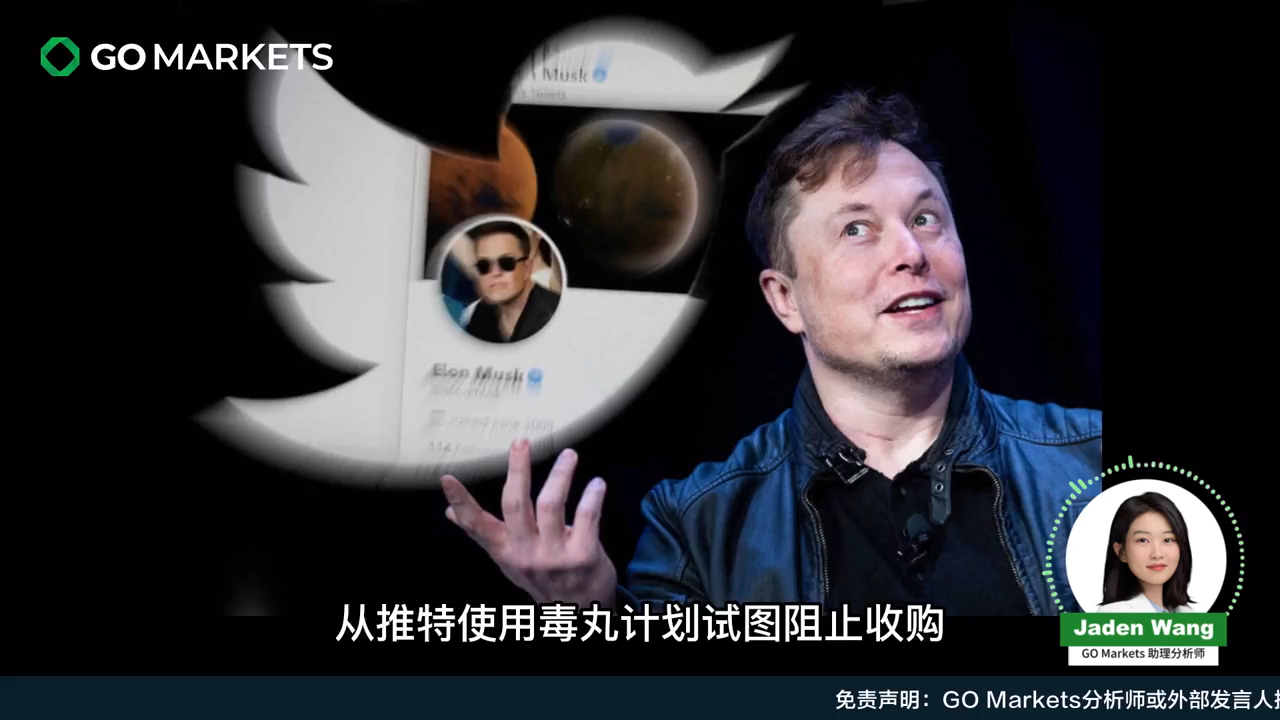 GO MARKETS
Musk
Tweets
Elon Musk
从推特使用毒丸计划试图阻止收购
Jaden Wang
GO Markets 助理分析师
免责声明：GO Markets分析师或外部发言人